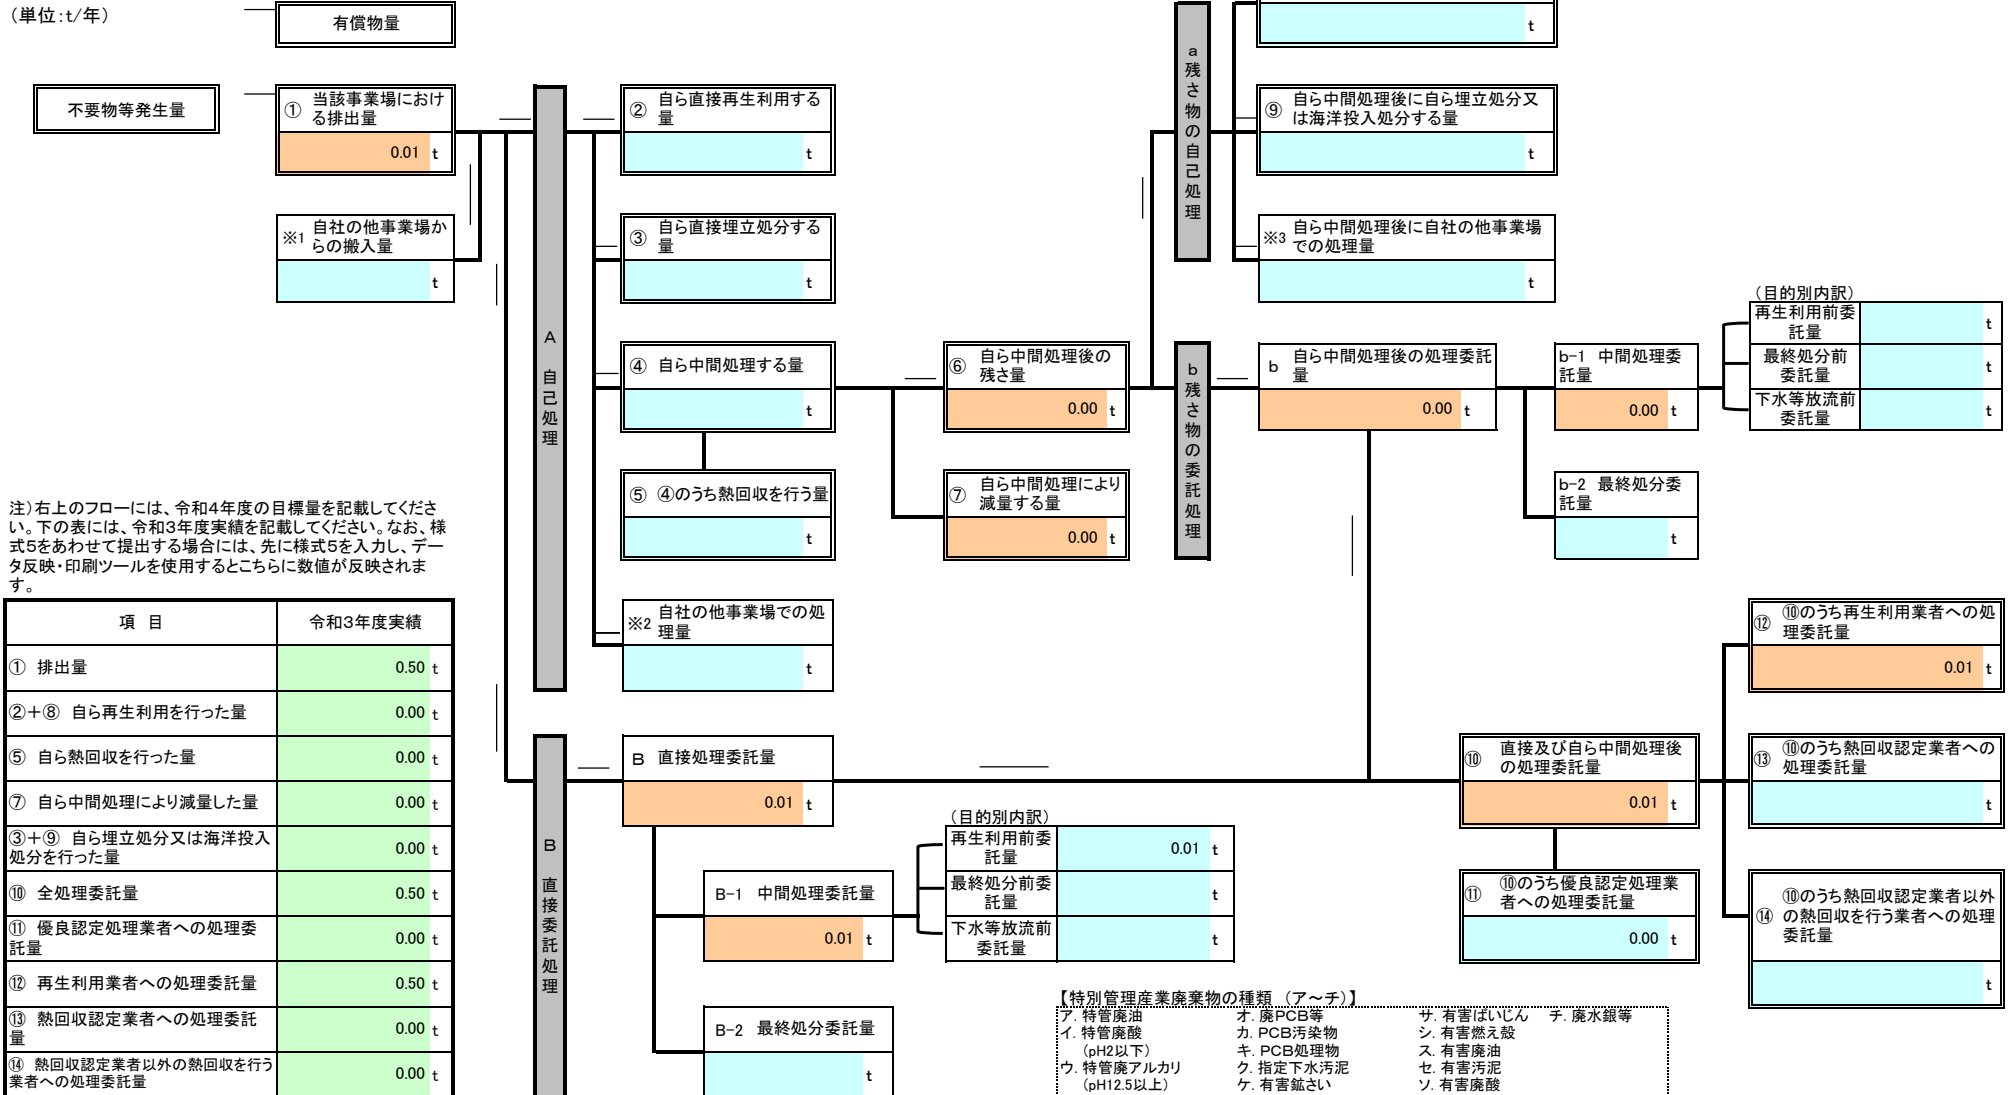 （単位：t／年）
有償物量
t
不要物等発生量
① 当該事業場におけ
る排出量
0.01 t
② 自ら直接再生利用する
量
t
a
残
さ
物
の
自
己
処
理
⑨ 自ら中間処理後に自ら埋立処分又
は海洋投入処分する量
t
※1 自社の他事業場か
らの搬入量
t
③ 自ら直接埋立処分する
量
t
※3 自ら中間処理後に自社の他事業場
での処理量
t
A
自
己
処
理
④ 自ら中間処理する量
t
⑥ 自ら中間処理後の
残さ量
0.00 t
b
残
さ
物
の
委
託
処
理
b 自ら中間処理後の処理委託
量
0.00 t
b-1 中間処理委
託量
0.00 t
（目的別内訳）
再生利用前委
託量
t
最終処分前
委託量
t
下水等放流前
委託量
t
⑤ ④のうち熱回収を行う量
t
⑦ 自ら中間処理により
減量する量
0.00 t
b-2 最終処分委
託量
t
注）右上のフローには、令和４年度の目標量を記載してくださ
い。下の表には、令和３年度実績を記載してください。なお、様
式５をあわせて提出する場合には、先に様式５を入力し、デー
タ反映・印刷ツールを使用するとこちらに数値が反映されま
す。
※2 自社の他事業場での処
理量
t
項 目 令和３年度実績
① 排出量 0.50 t
②＋⑧ 自ら再生利用を行った量 0.00 t
⑤ 自ら熱回収を行った量 0.00 t
⑦ 自ら中間処理により減量した量 0.00 t
③＋⑨ 自ら埋立処分又は海洋投入
処分を行った量 0.00 t
⑩ 全処理委託量 0.50 t
⑪ 優良認定処理業者への処理委
託量 0.00 t
⑫ 再生利用業者への処理委託量 0.50 t
⑬ 熱回収認定業者への処理委託
量 0.00 t
⑭ 熱回収認定業者以外の熱回収を行う
業者への処理委託量 0.00 t
B
直
接
委
託
処
理
B 直接処理委託量
0.01 t
B-1 中間処理委託量
0.01 t
（目的別内訳）
再生利用前委
託量
0.01 t
最終処分前委
託量
t
下水等放流前
委託量
t
B-2 最終処分委託量
t
⑩ 直接及び自ら中間処理後
の処理委託量
0.01 t
⑪ ⑩のうち優良認定処理業
者への処理委託量
0.00 t
⑫ ⑩のうち再生利用業者への処
理委託量
0.01 t
⑬ ⑩のうち熱回収認定業者への
処理委託量
t
⑭ ⑩のうち熱回収認定業者以外
の熱回収を行う業者への処理
委託量
t
【特別管理産業廃棄物の種類 （ア～チ）】
ア. 特管廃油 オ. 廃PCB等 サ. 有害ばいじん チ. 廃水銀等
イ. 特管廃酸 カ. PCB汚染物 シ. 有害燃え殻
（pH2以下） キ. PCB処理物 ス. 有害廃油
ウ. 特管廃アルカリ ク. 指定下水汚泥 セ. 有害汚泥
（pH12.5以上） ケ. 有害鉱さい ソ. 有害廃酸